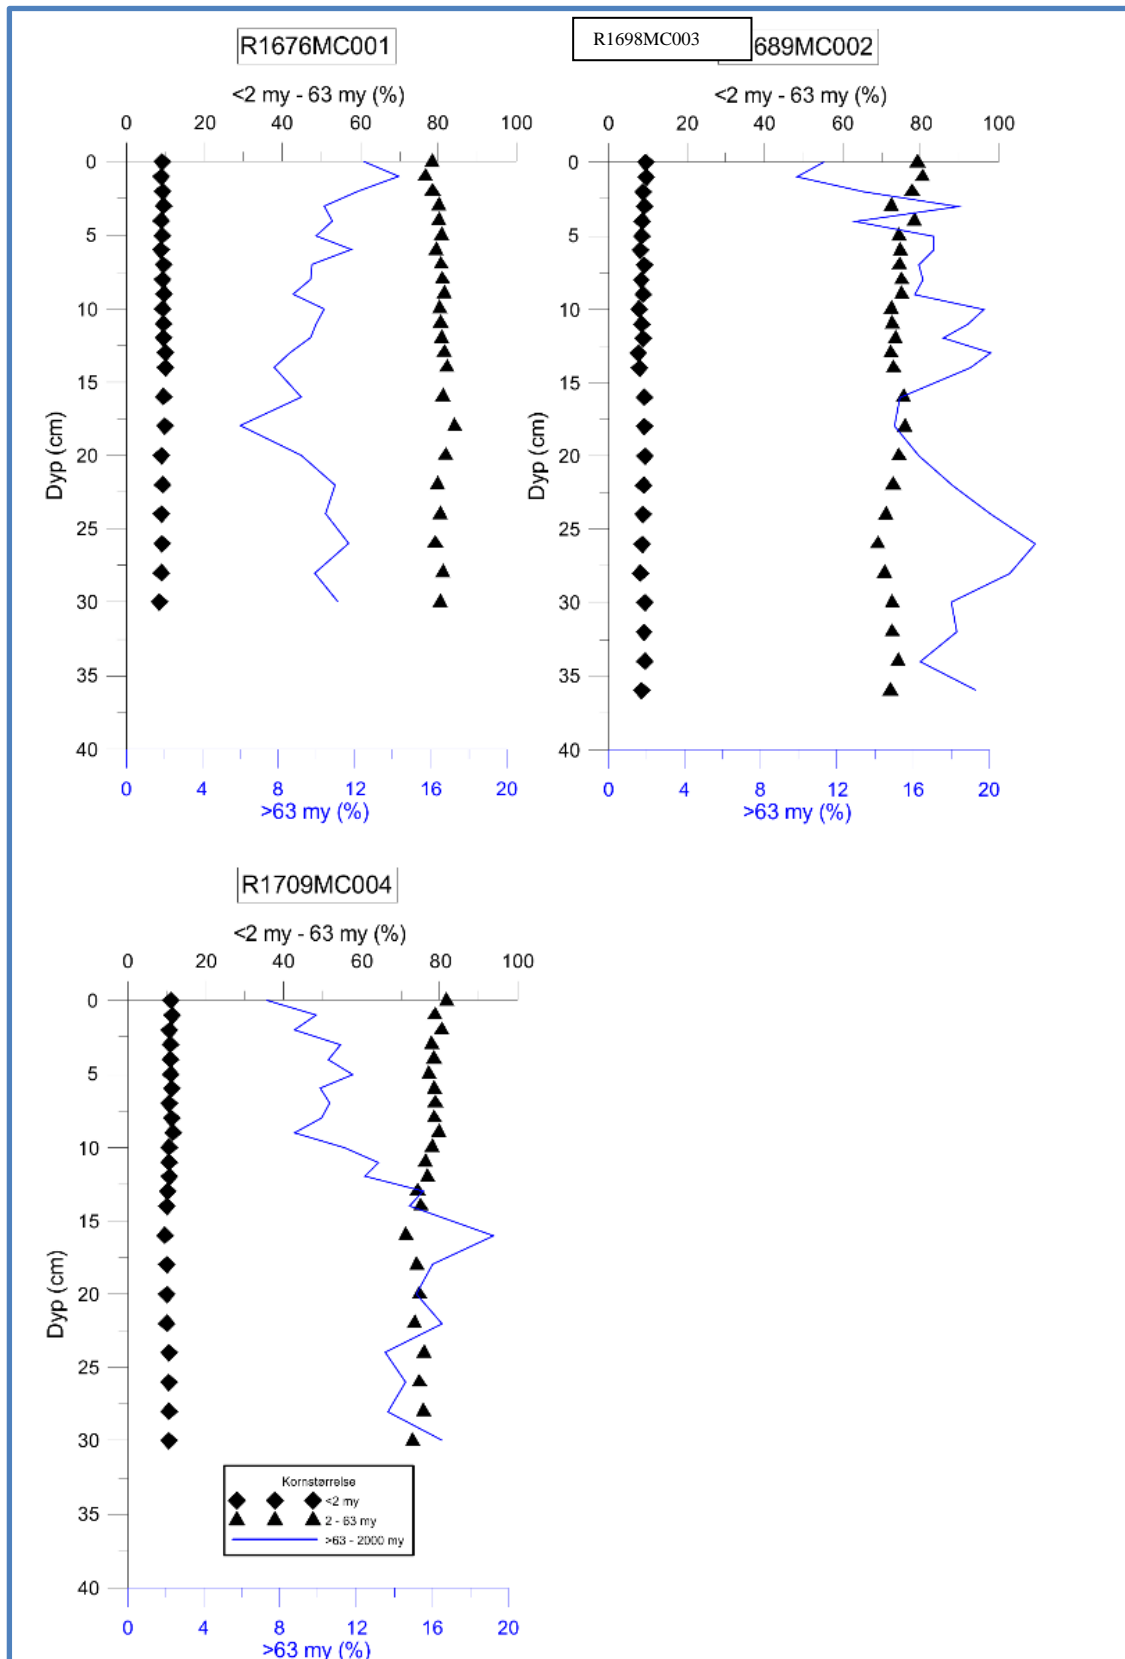 R1676MC001
<2 my - 63 my (%)
0 20 40 60 80 100
0
5
10
15
20
25
30
35
40
Dyp (cm)
0 4 8 12 16 20
>63 my (%)
R1698MC003
689MC002
<2 my - 63 my (%)
0 20 40 60 80 100
0
5
10
15
20
25
30
35
40
Dyp (cm)
0 4 8 12 16 20
>63 my (%)
R1709MC004
<2 my - 63 my (%)
0 20 40 60 80 100
0
5
10
15
20
25
30
35
40
Dyp (cm)
Kornstørrelse
<2 my
2 - 63 my
>63 - 2000 my
0 4 8 12 16 20
>63 my (%)